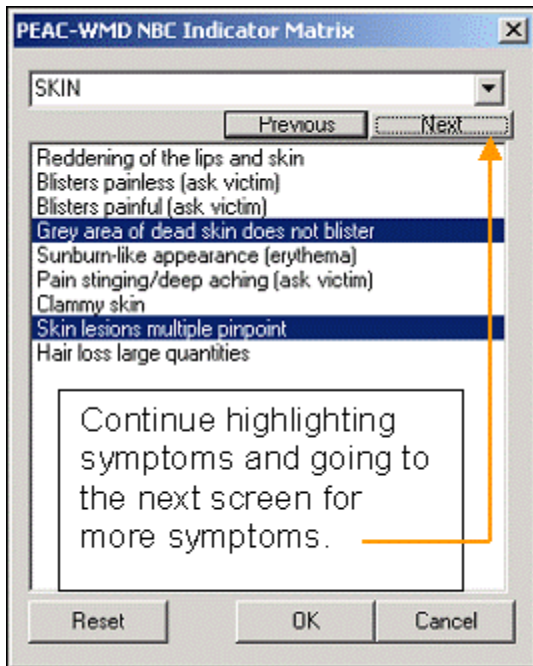 PEAC-WMD NBC Indicator Matrix
SKIN
Previous Next
Reddening of the lips and skin
Blisters painless (ask victim)
Blisters painful (ask victim)
Grey area of dead skin does not blister
Sunburn-like appearance (erythema)
Pain stinging/deep aching (ask victim)
Clammy skin
Skin lesions multiple pinpoint
Hair loss large quantities
Continue highlighting
symptoms and going to
the next screen for
more symptoms.
Reset OK Cancel